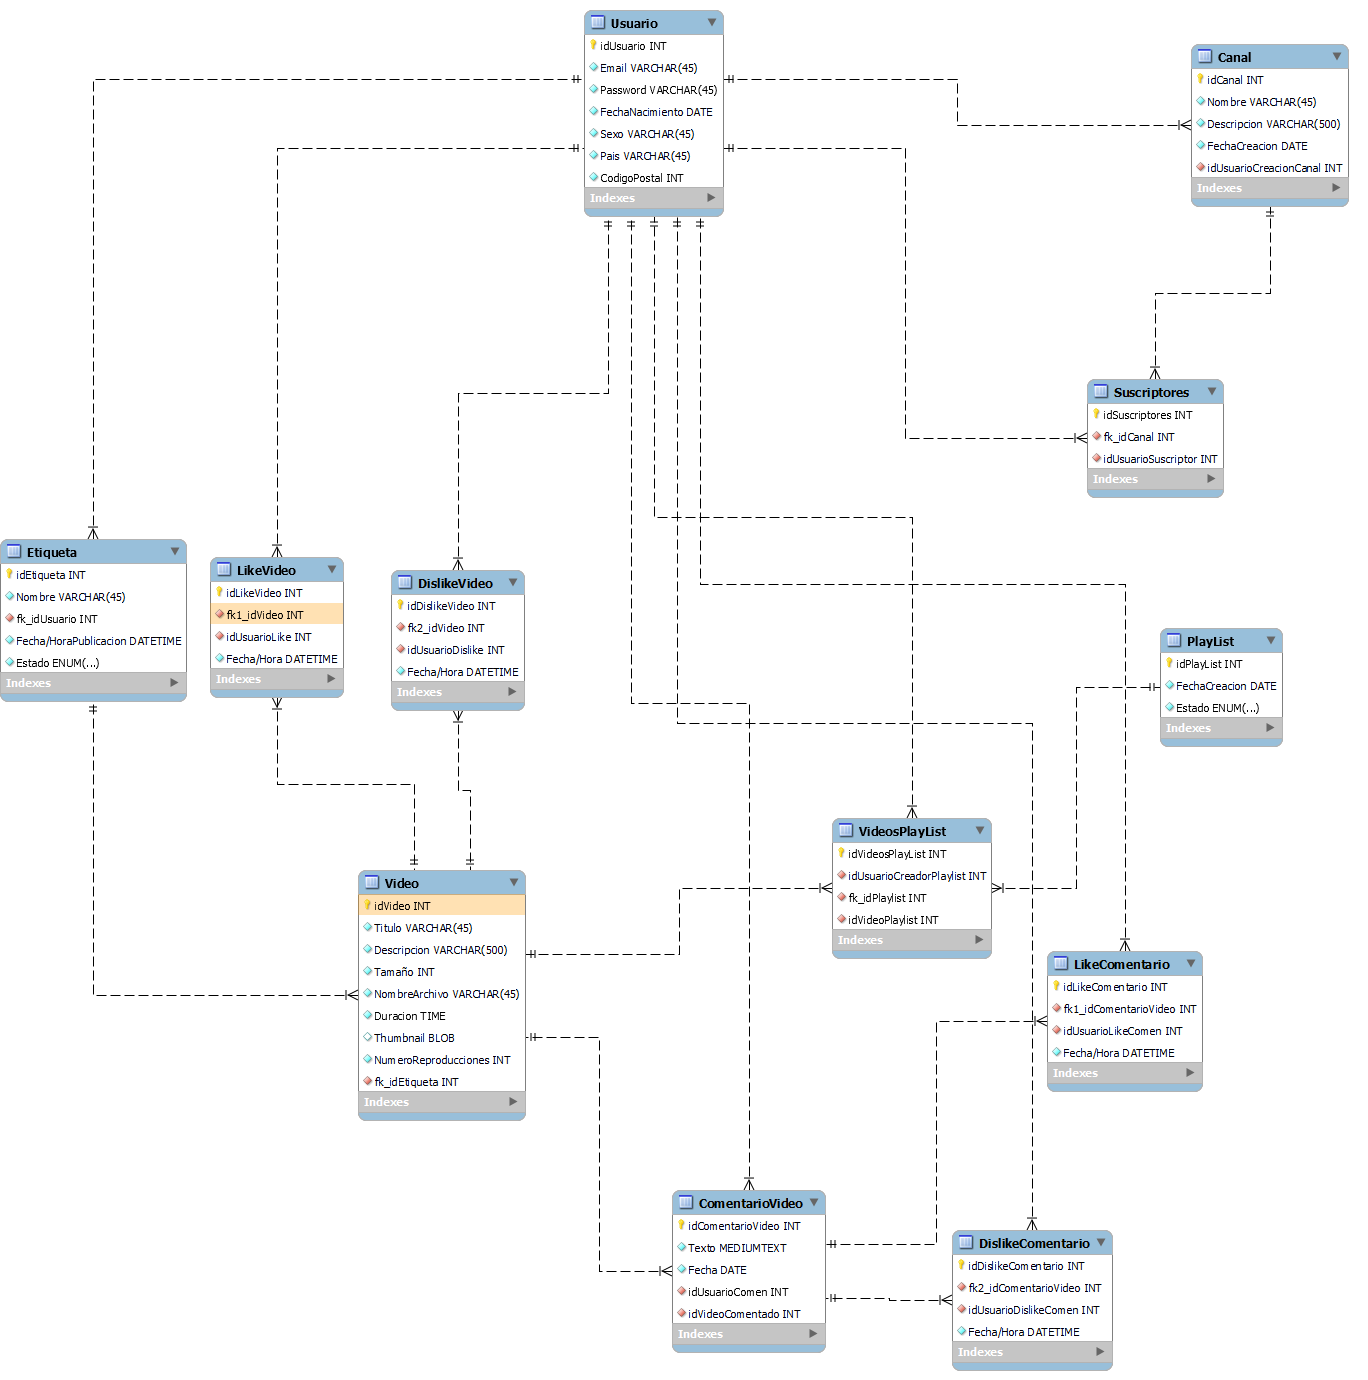 Usuario
idUsuario INT
Email VARCHAR(45)
Password VARCHAR(45)
FechaNacimiento DATE
Sexo VARCHAR(45)
Pais VARCHAR(45)
CodigoPostal INT
Indexes
Canal
idCanal INT
Nombre VARCHAR(45)
Descripcion VARCHAR(500)
FechaCreacion DATE
idUsuarioCreacionCanal INT
Indexes
Suscriptores
idSuscriptores INT
fk_idCanal INT
idUsuarioSuscriptor INT
Indexes
Etiqueta
idEtiqueta INT
Nombre VARCHAR(45)
fk_idUsuario INT
Fecha/HoraPublicacion DATETIME
Estado ENUM(...)
Indexes
LikeVideo
idLikeVideo INT
fk1_idVideo INT
idUsuarioLike INT
Fecha/Hora DATETIME
Indexes
DislikeVideo
idDislikeVideo INT
fk2_idVideo INT
idUsuarioDislike INT
Fecha/Hora DATETIME
Indexes
PlayList
idPlayList INT
FechaCreacion DATE
Estado ENUM(...)
Indexes
VideosPlayList
idVideosPlayList INT
idUsuarioCreadorPlaylist INT
fk_idPlaylist INT
idVideoPlaylist INT
Indexes
Video
idVideo INT
Titulo VARCHAR(45)
Descripcion VARCHAR(500)
Tamaño INT
NombreArchivo VARCHAR(45)
Duracion TIME
Thumbnail BLOB
NumeroReproducciones INT
fk_idEtiqueta INT
Indexes
LikeComentario
idLikeComentario INT
fk1_idComentarioVideo INT
idUsuarioLikeComen INT
Fecha/Hora DATETIME
Indexes
ComentarioVideo
idComentarioVideo INT
Texto MEDIUMTEXT
Fecha DATE
idUsuarioComen INT
idVideoComentado INT
Indexes
DislikeComentario
idDislikeComentario INT
fk2_idComentarioVideo INT
idUsuarioDislikeComen INT
Fecha/Hora DATETIME
Indexes